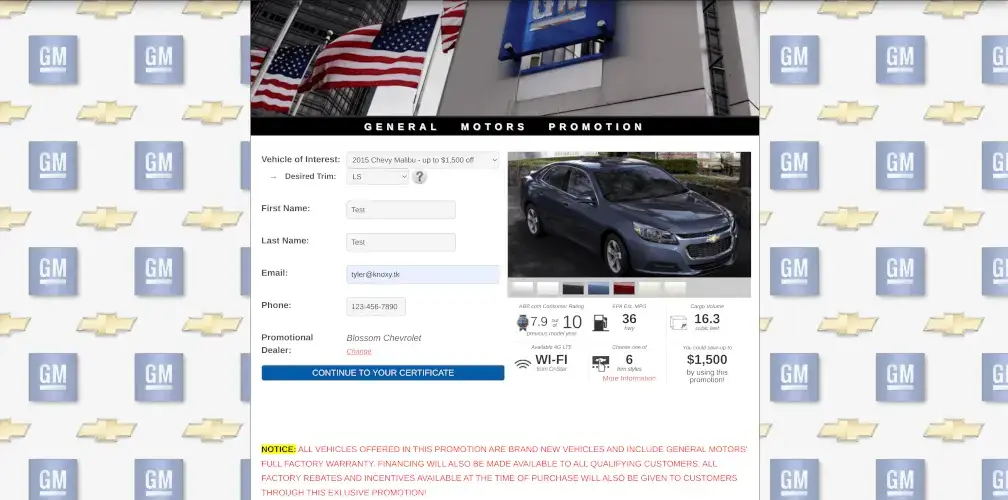 GM
GENERAL MOTORS PROMOTION
Vehicle of Interest: 2015 Chevy Malibu - up to $1,500 off
→ Desired Trim: LS ?
First Name: Test
Last Name: Test
Email: tyler@knoxy.tk
Phone: 123-456-7890
Promotional Dealer: Blossom Chevrolet
Change
CONTINUE TO YOUR CERTIFICATE
ABS.com Consumer Rating
7.9 out of 10
previous model year
EPA Est. MPG
36
hwy
Cargo Volume
16.3
cubic feet
Available 4G LTE
WI-FI
from OnStar
Choose one of
6
trim styles
More Information
You could save up to
$1,500
by using this
promotion!
NOTICE: ALL VEHICLES OFFERED IN THIS PROMOTION ARE BRAND NEW VEHICLES AND INCLUDE GENERAL MOTORS'
FULL FACTORY WARRANTY. FINANCING WILL ALSO BE MADE AVAILABLE TO ALL QUALIFYING CUSTOMERS. ALL
FACTORY REBATES AND INCENTIVES AVAILABLE AT THE TIME OF PURCHASE WILL ALSO BE GIVEN TO CUSTOMERS
THROUGH THIS EXLUSIVE PROMOTION!